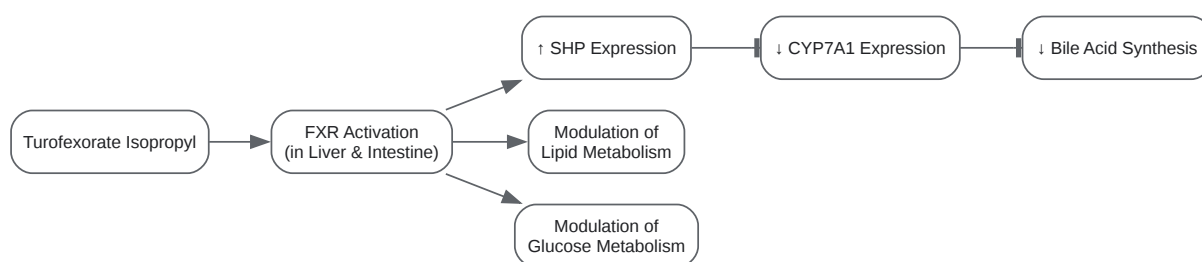 Turofexorate Isopropyl
FXR Activation
(in Liver & Intestine)
↑ SHP Expression
↓ CYP7A1 Expression
↓ Bile Acid Synthesis
Modulation of
Lipid Metabolism
Modulation of
Glucose Metabolism